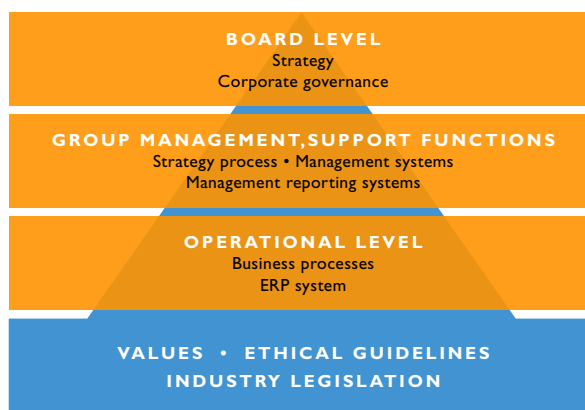 BOARD LEVEL
Strategy
Corporate governance
GROUP MANAGEMENT, SUPPORT FUNCTIONS
Strategy process • Management systems
Management reporting systems
OPERATIONAL LEVEL
Business processes
ERP system
VALUES • ETHICAL GUIDELINES
INDUSTRY LEGISLATION